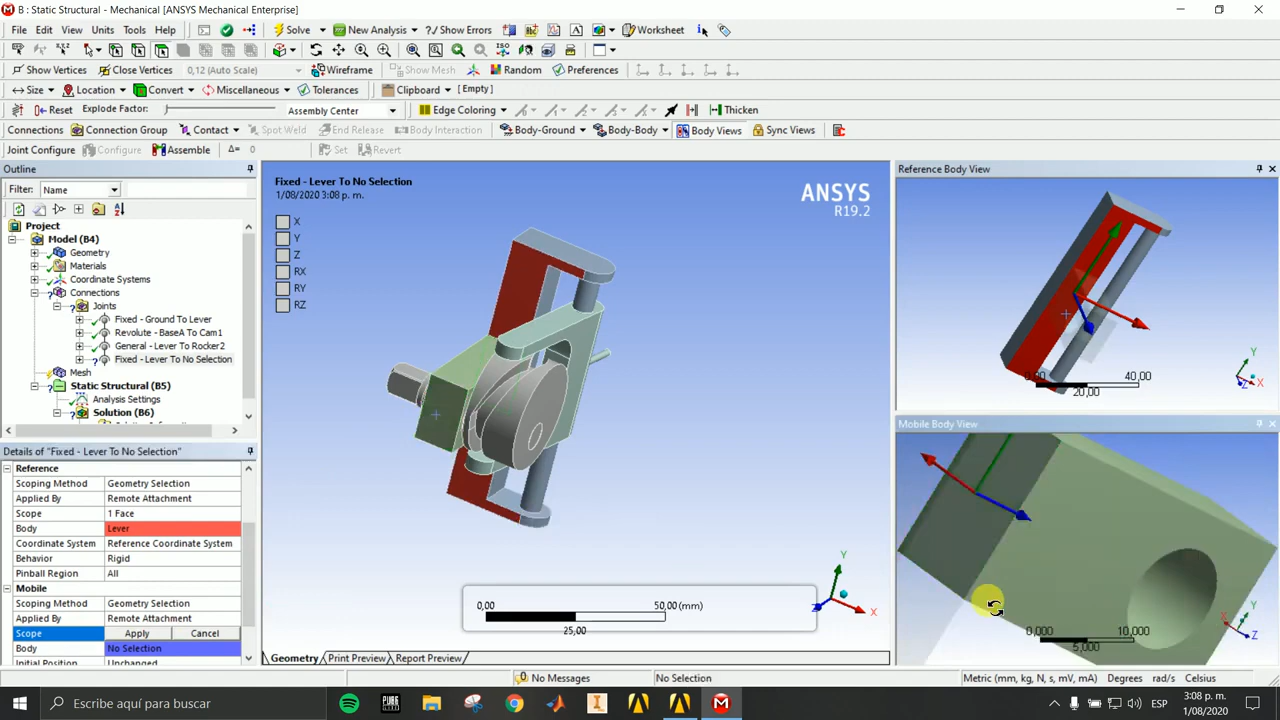 B : Static Structural - Mechanical [ANSYS Mechanical Enterprise]
File Edit View Units Tools Help Solve New Analysis Show Errors Worksheet
Show Vertices Close Vertices 0,12 (Auto Scale) Wireframe Show Mesh Random Preferences
Size Location Convert Miscellaneous Tolerances Clipboard [ Empty ]
Reset Explode Factor: Assembly Center Edge Coloring Thicken
Connections Connection Group Contact Spot Weld End Release Body Interaction Body-Ground Body-Body Body Views Sync Views
Joint Configure Configure Assemble Δ= 0 Set Revert
Outline
Filter: Name
Project
Model (B4)
Geometry
Materials
Coordinate Systems
Connections
Joints
Fixed - Ground To Lever
Revolute - BaseA To Cam1
General - Lever To Rocker2
Fixed - Lever To No Selection
Mesh
Static Structural (B5)
Analysis Settings
Solution (B6)
Details of "Fixed - Lever To No Selection"
Reference
Scoping Method Geometry Selection
Applied By Remote Attachment
Scope 1 Face
Body Lever
Coordinate System Reference Coordinate System
Behavior Rigid
Pinball Region All
Mobile
Scoping Method Geometry Selection
Applied By Remote Attachment
Scope Apply Cancel
Body No Selection
Initial Position Unchanged
Fixed - Lever To No Selection
1/08/2020 3:08 p. m.
X
Y
Z
RX
RY
RZ
ANSYS
R19.2
0,00 50,00 (mm)
25,00
Y
X
Z
Geometry Print Preview Report Preview
Reference Body View
0,00 40,00
20,00
Y
X
Z
Mobile Body View
0,000 10,000
5,000
Y
X
Z
No Messages No Selection Metric (mm, kg, N, s, mV, mA) Degrees rad/s Celsius
Escribe aquí para buscar
PUBG
ESP
3:08 p. m.
1/08/2020